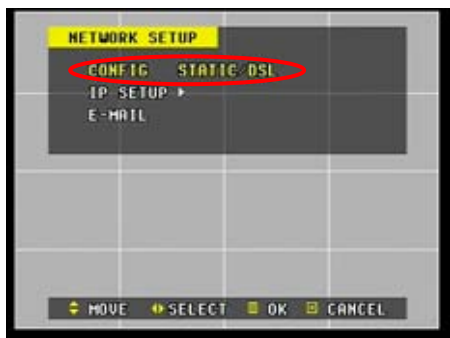 NETWORK SETUP
CONFIG STATIC/DSL
IP SETUP
E-MAIL
MOVE SELECT OK CANCEL